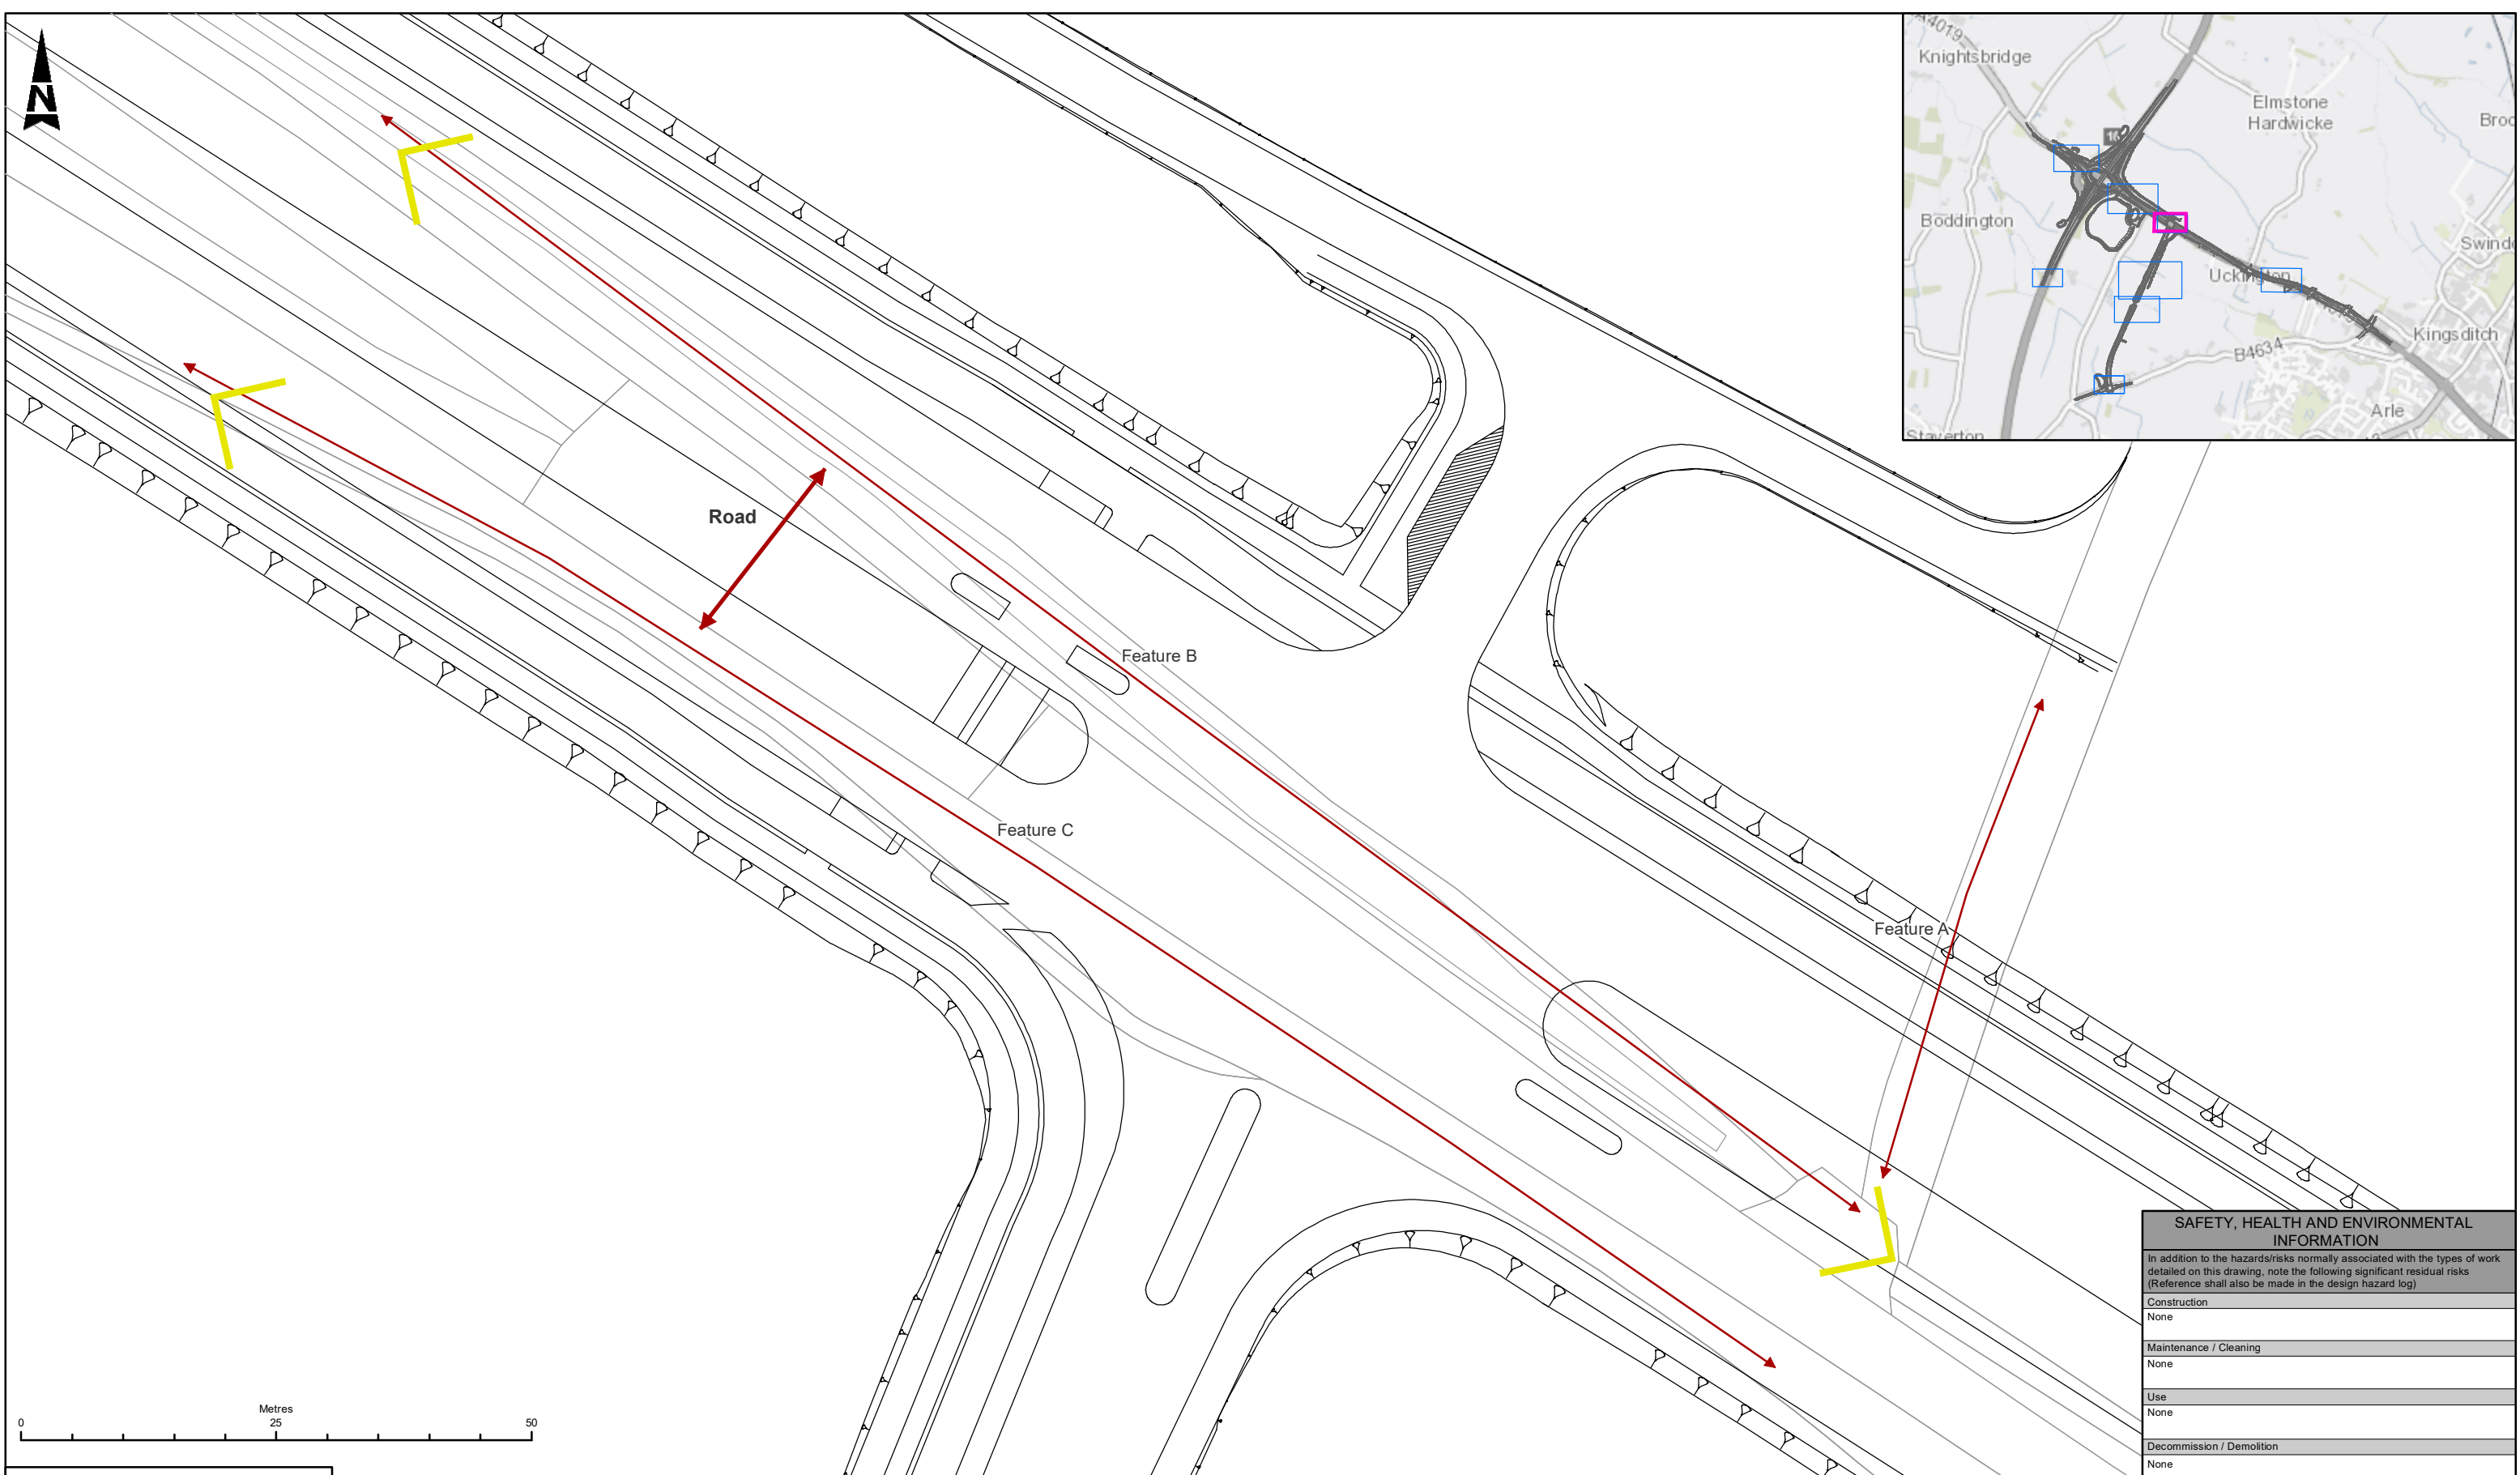 N
A4019
Knightsbridge
Elmstone
Hardwicke
Boddington
Uckington
Kingsditch
B4634
Arle
Staverton
Road
Feature B
Feature C
Feature A
Metres
0 25 50
SAFETY, HEALTH AND ENVIRONMENTAL
INFORMATION
In addition to the hazards/risks normally associated with the types of work
detailed on this drawing, note the following significant residual risks
(Reference shall also be made in the design hazard log)
Construction
None
Maintenance / Cleaning
None
Use
None
Decommission / Demolition
None